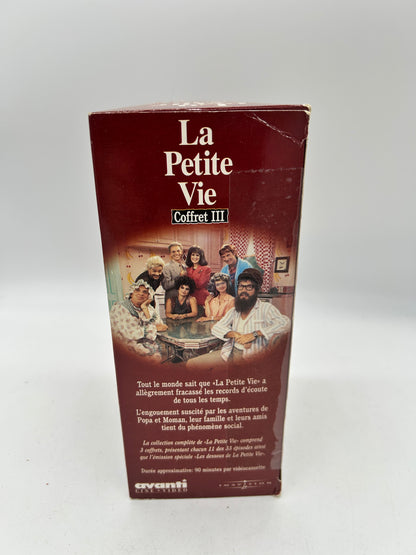 La
Petite
Vie
Coffret III
Tout le monde sait que «La Petite Vie» a
allègrement fracassé les records d'écoute
de tous les temps.
L'engouement suscité par les aventures de
Popa et Moman, leur famille et leurs amis
tient du phénomène social.
La collection complète de «La Petite Vie» comprend
3 coffrets, présentant chacun 11 des 33 épisodes ainsi
que l'émission spéciale «Les dessous de La Petite Vie».
Durée approximative: 90 minutes par vidéocassette
avanti
CINÉ • VIDÉO